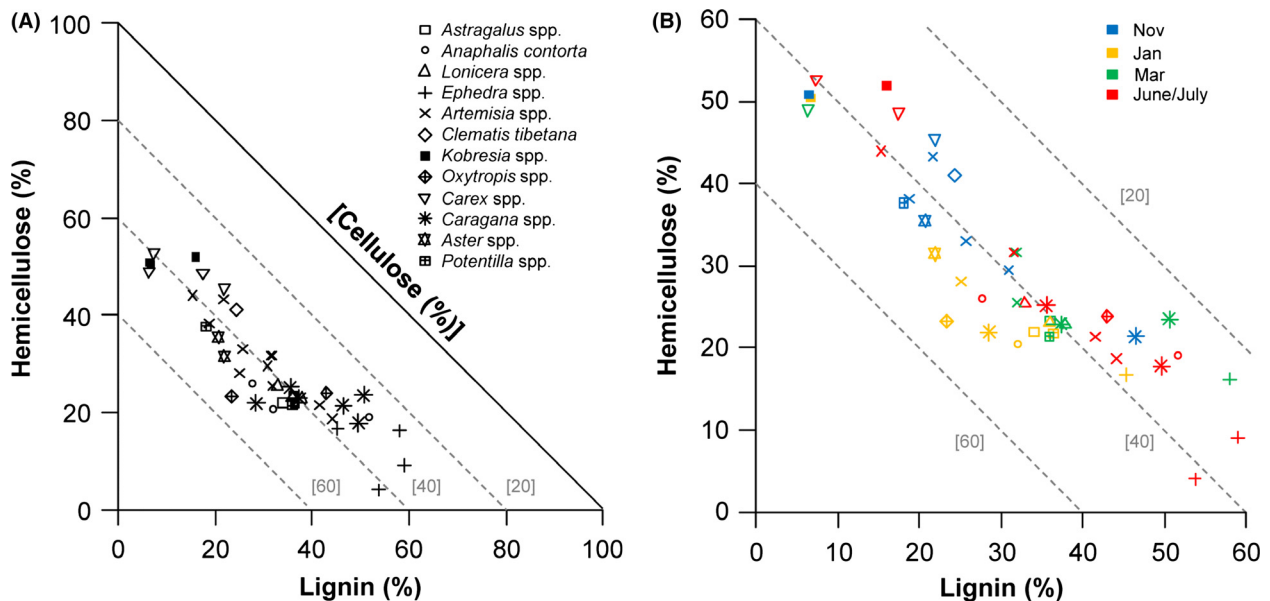 (A)
100
80
60
40
20
0
0 20 40 60 80 100
Hemicellulose (%)
Lignin (%)
Astragalus spp.
Anaphalis contorta
Lonicera spp.
Ephedra spp.
Artemisia spp.
Clematis tibetana
Kobresia spp.
Oxytropis spp.
Carex spp.
Caragana spp.
Aster spp.
Potentilla spp.
[Cellulose (%)]
[60] [40] [20]
(B)
60
50
40
30
20
10
0
0 10 20 30 40 50 60
Hemicellulose (%)
Lignin (%)
Nov
Jan
Mar
June/July
[20]
[60] [40]